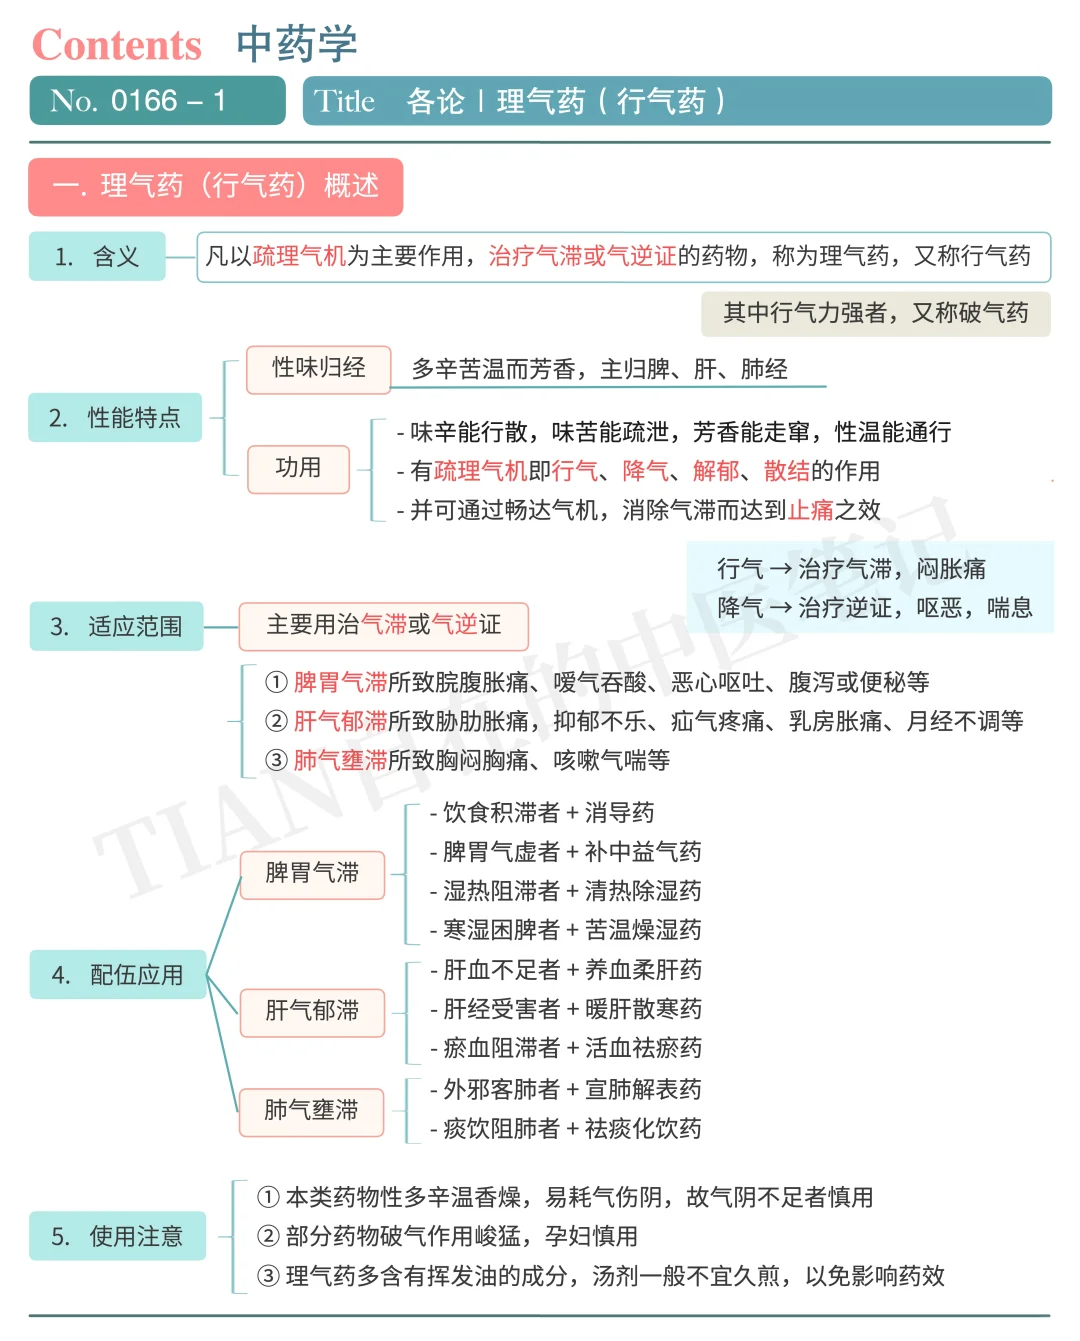 Contents 中药学
No. 0166 – 1
Title 各论 | 理气药（行气药）
一. 理气药（行气药）概述
1. 含义
凡以疏理气机为主要作用，治疗气滞或气逆证的药物，称为理气药，又称行气药
其中行气力强者，又称破气药
2. 性能特点
性味归经
多辛苦温而芳香，主归脾、肝、肺经
功用
- 味辛能行散，味苦能疏泄，芳香能走窜，性温能通行
- 有疏理气机即行气、降气、解郁、散结的作用
- 并可通过畅达气机，消除气滞而达到止痛之效
行气 → 治疗气滞，闷胀痛
降气 → 治疗逆证，呕恶，喘息
3. 适应范围
主要用治气滞或气逆证
① 脾胃气滞所致脘腹胀痛、嗳气吞酸、恶心呕吐、腹泻或便秘等
② 肝气郁滞所致胁肋胀痛，抑郁不乐、疝气疼痛、乳房胀痛、月经不调等
③ 肺气壅滞所致胸闷胸痛、咳嗽气喘等
4. 配伍应用
脾胃气滞
- 饮食积滞者 + 消导药
- 脾胃气虚者 + 补中益气药
- 湿热阻滞者 + 清热除湿药
- 寒湿困脾者 + 苦温燥湿药
肝气郁滞
- 肝血不足者 + 养血柔肝药
- 肝经受害者 + 暖肝散寒药
- 瘀血阻滞者 + 活血祛瘀药
肺气壅滞
- 外邪客肺者 + 宣肺解表药
- 痰饮阻肺者 + 祛痰化饮药
5. 使用注意
① 本类药物性多辛温香燥，易耗气伤阴，故气阴不足者慎用
② 部分药物破气作用峻猛，孕妇慎用
③ 理气药多含有挥发油的成分，汤剂一般不宜久煎，以免影响药效
TIAN自在的中医笔记